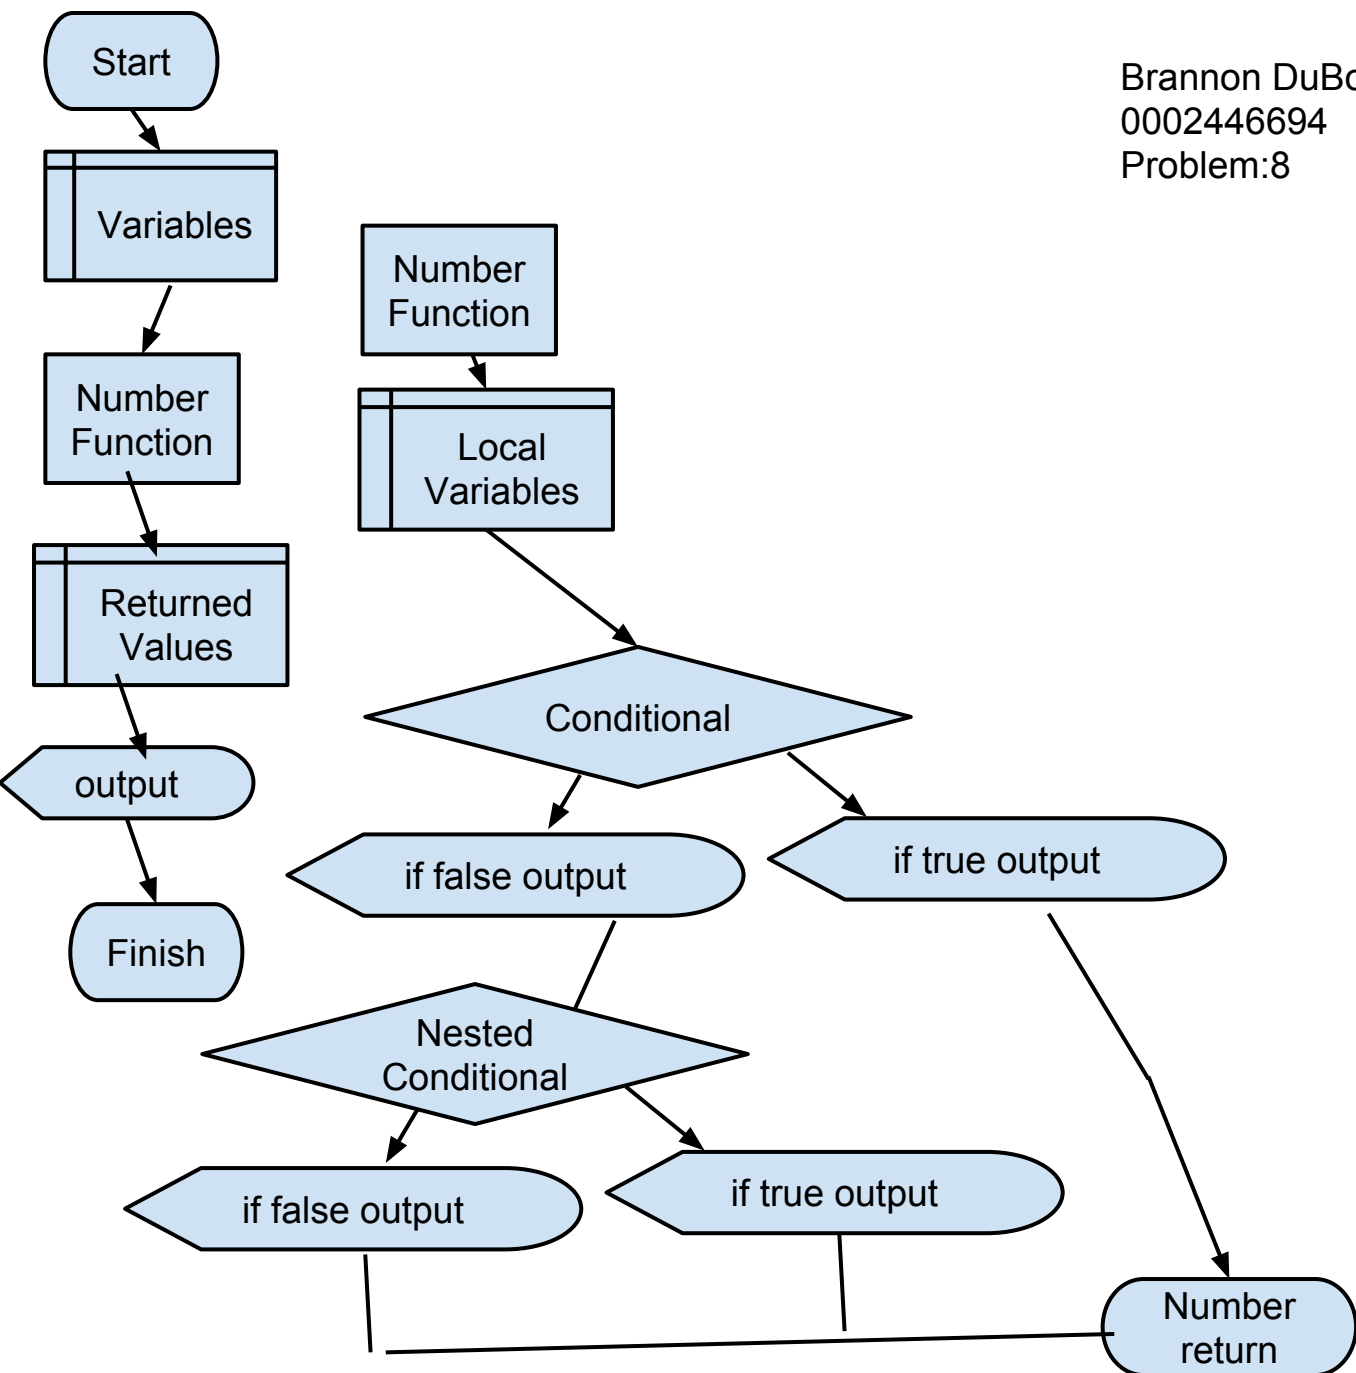 Start
Brannon DuBo
0002446694
Problem:8
Variables
Number
Function
Number
Function
Local
Variables
Returned
Values
Conditional
output
if false output
if true output
Finish
Nested
Conditional
if false output
if true output
Number
return